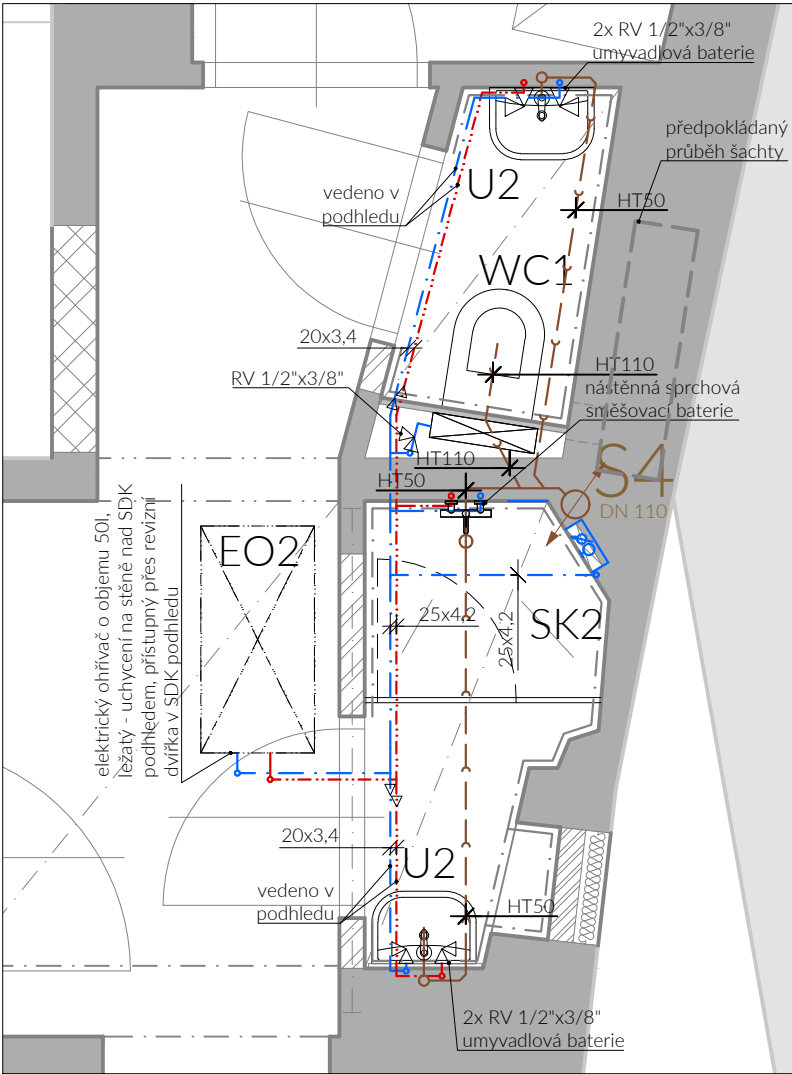 2x RV 1/2"x3/8"
umyvadlová baterie
předpokládaný
průběh šachty
vedeno v
podhledu
U2
HT50
WC1
20x3,4
RV 1/2"x3/8"
HT110
nástěnná sprchová
směšovací baterie
HT110
HT50
S4
DN 110
elektrický ohřívač o objemu 50l,
ležatý - uchycení na stěně nad SDK
podhledem, přístupný přes revizní
dvířka v SDK podhledu
EO2
25x4,2
25x4,2
SK2
20x3,4
U2
vedeno v
podhledu
HT50
2x RV 1/2"x3/8"
umyvadlová baterie